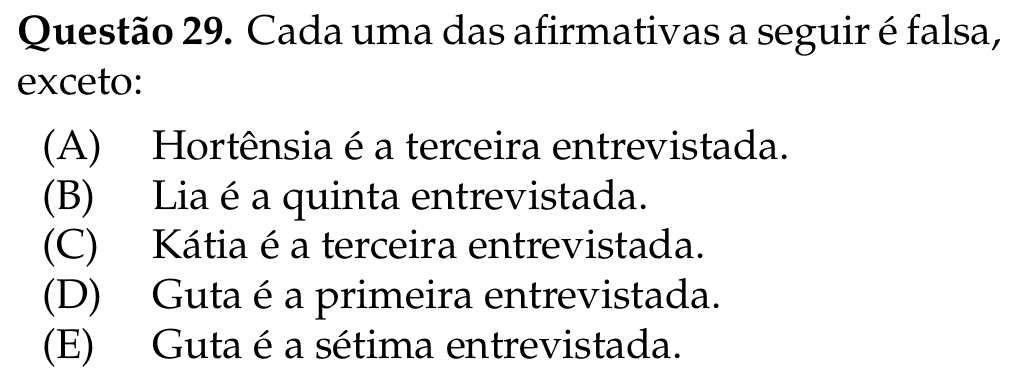 Questão 29. Cada uma das afirmativas a seguir é falsa,
exceto:
(A) Hortênsia é a terceira entrevistada.
(B) Lia é a quinta entrevistada.
(C) Kátia é a terceira entrevistada.
(D) Guta é a primeira entrevistada.
(E) Guta é a sétima entrevistada.